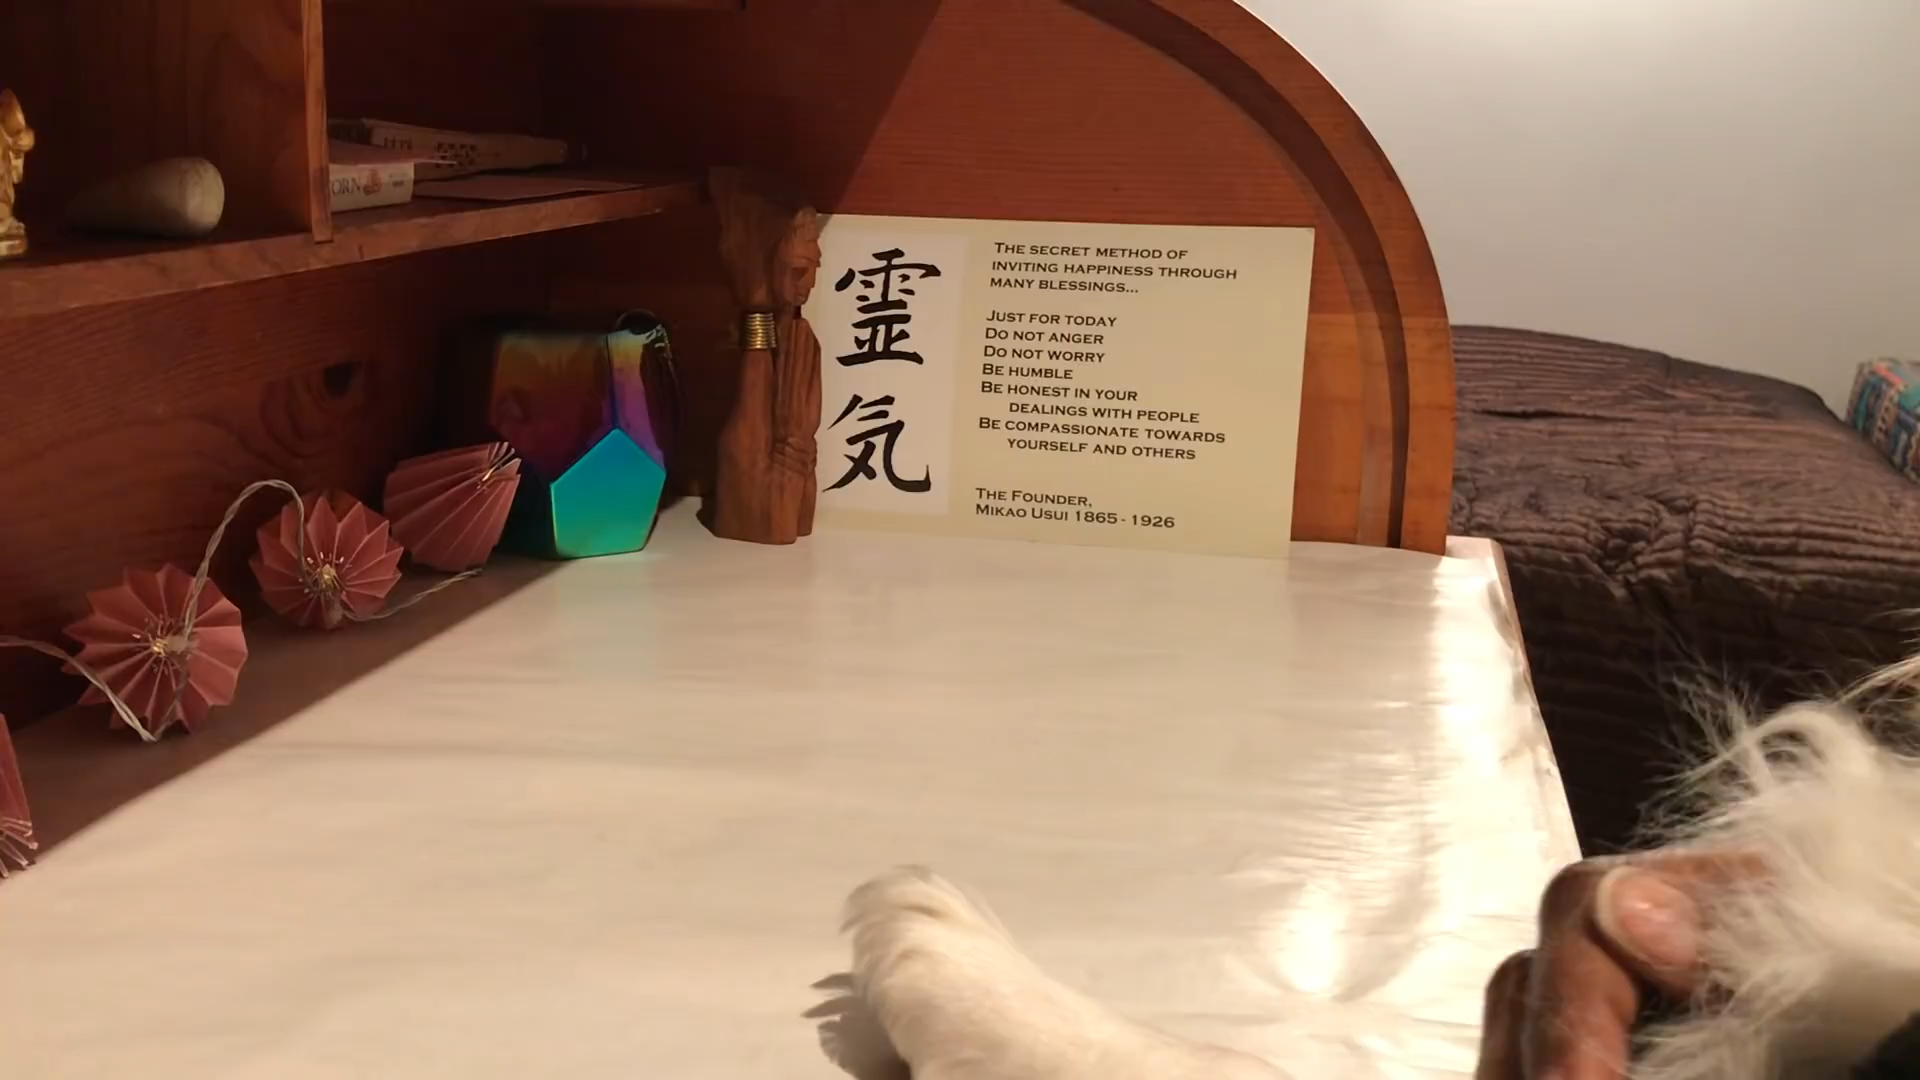 霊
気
THE SECRET METHOD OF
INVITING HAPPINESS THROUGH
MANY BLESSINGS...
JUST FOR TODAY
DO NOT ANGER
DO NOT WORRY
BE HUMBLE
BE HONEST IN YOUR
DEALINGS WITH PEOPLE
BE COMPASSIONATE TOWARDS
YOURSELF AND OTHERS
THE FOUNDER,
MIKAO USUI 1865 - 1926